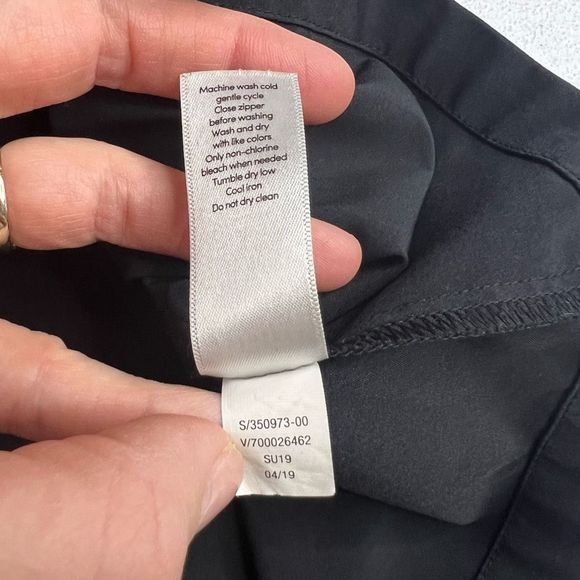 Machine wash cold
gentle cycle
Close zipper
before washing
Wash and dry
with like colors
Only non-chlorine
bleach when needed
Tumble dry low
Cool iron
Do not dry clean
S/350973-00
V/700026462
SU19
04/19